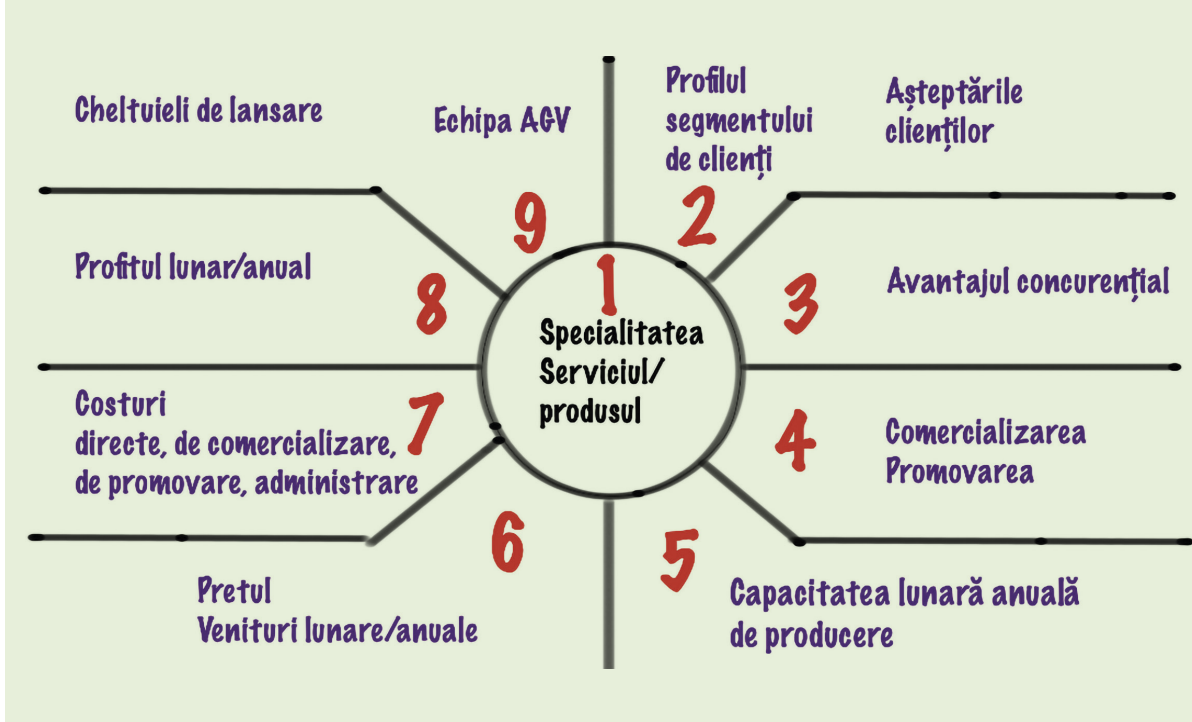 1
Specialitatea
Serviciul/
produsul
2
Profilul
segmentului
de clienți
Așteptările
clienților
3
Avantajul concurențial
4
Comercializarea
Promovarea
5
Capacitatea lunară anuală
de producere
6
Pretul
Venituri lunare/anuale
7
Costuri
directe, de comercializare,
de promovare, administrare
8
Profitul lunar/anual
9
Cheltuieli de lansare
Echipa AGV